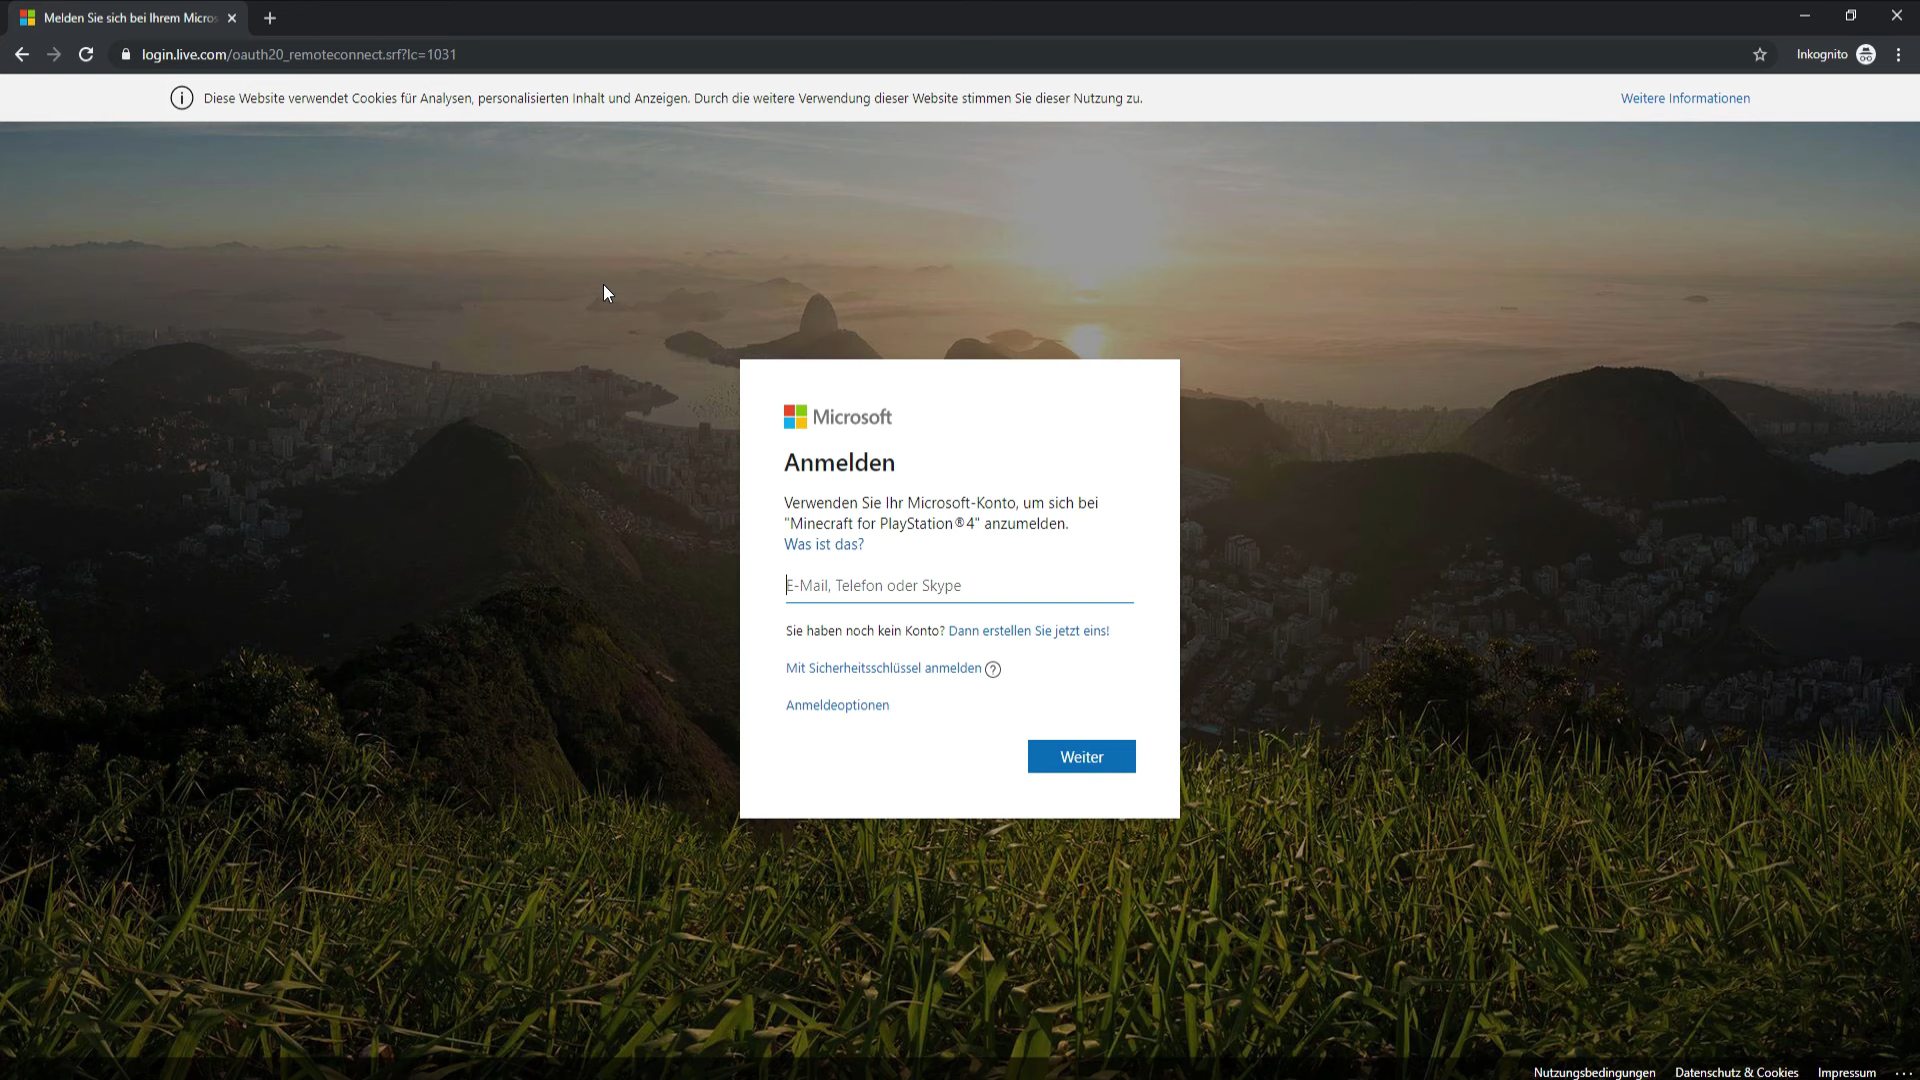 Melden Sie sich bei Ihrem Micros
login.live.com/oauth20_remoteconnect.srf?lc=1031
Inkognito
Diese Website verwendet Cookies für Analysen, personalisierten Inhalt und Anzeigen. Durch die weitere Verwendung dieser Website stimmen Sie dieser Nutzung zu.
Weitere Informationen
Microsoft
Anmelden
Verwenden Sie Ihr Microsoft-Konto, um sich bei
"Minecraft for PlayStation®4" anzumelden.
Was ist das?
E-Mail, Telefon oder Skype
Sie haben noch kein Konto? Dann erstellen Sie jetzt eins!
Mit Sicherheitsschlüssel anmelden
Anmeldeoptionen
Weiter
Nutzungsbedingungen Datenschutz & Cookies Impressum ...